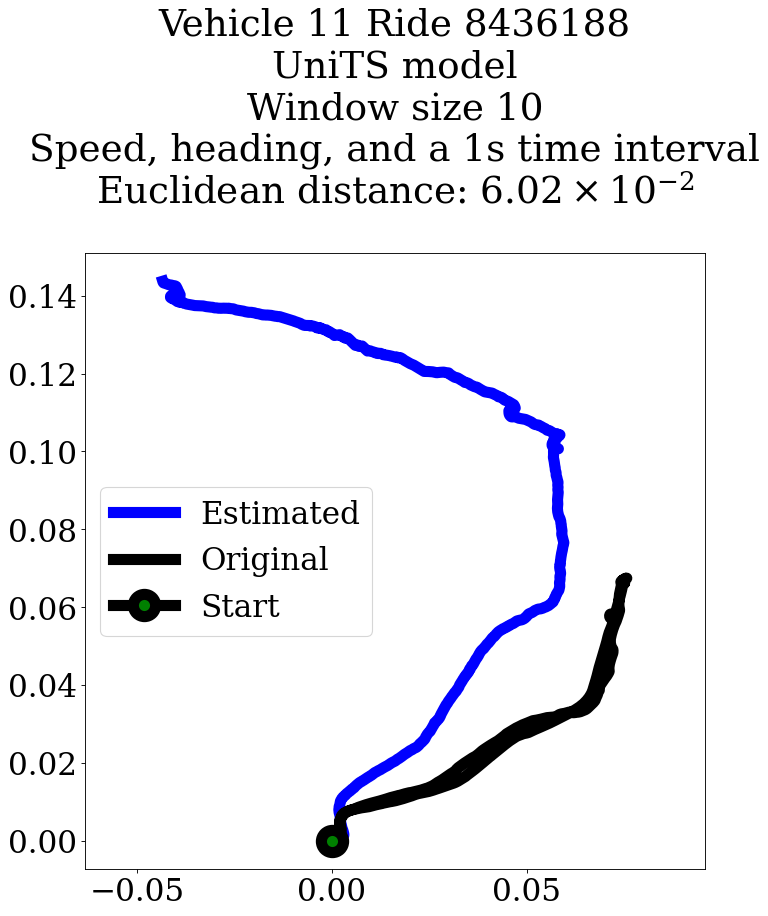 Vehicle 11 Ride 8436188
UniTS model
Window size 10
Speed, heading, and a 1s time interval
Euclidean distance: 6.02 × 10⁻²
0.14
0.12
0.10
0.08
0.06
0.04
0.02
0.00
Estimated
Original
Start
−0.05
0.00
0.05